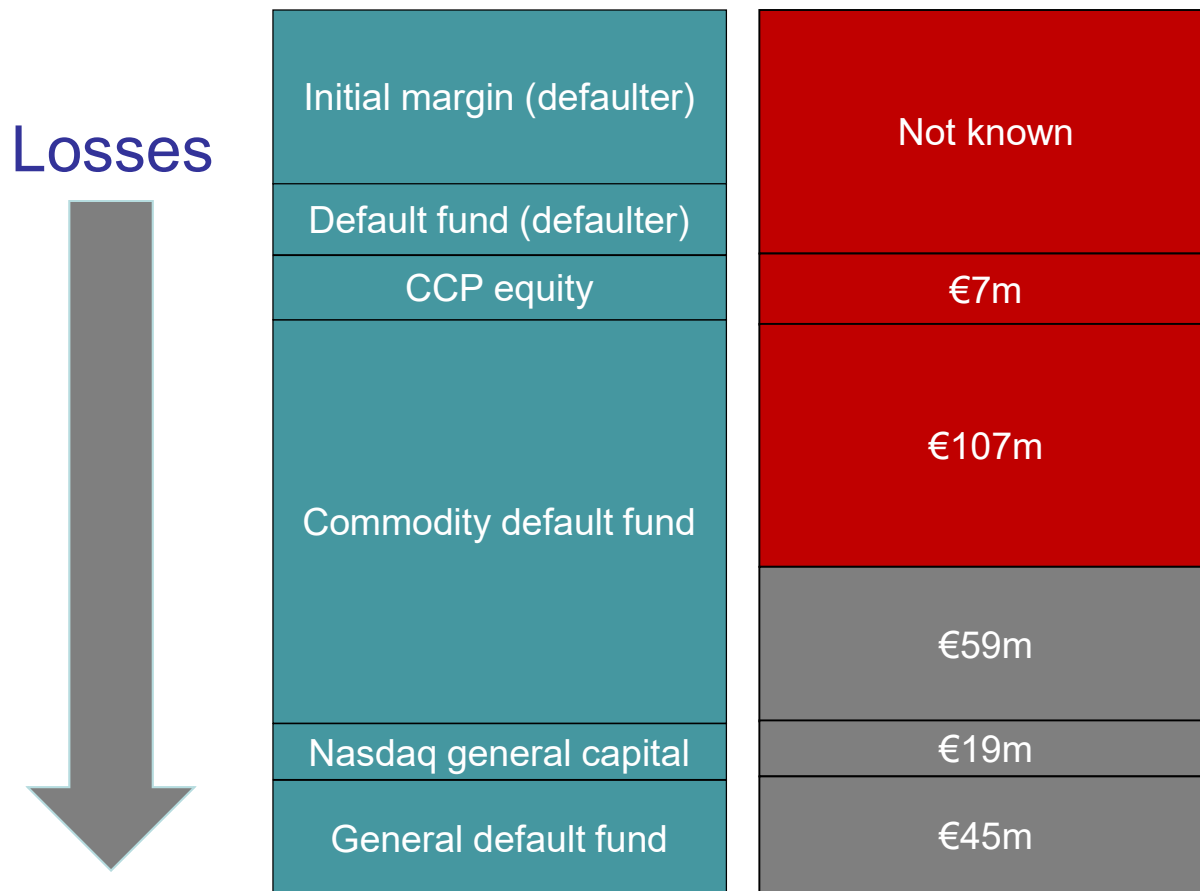 Losses
Initial margin (defaulter)
Default fund (defaulter)
CCP equity
Commodity default fund
Nasdaq general capital
General default fund
Not known
€7m
€107m
€59m
€19m
€45m